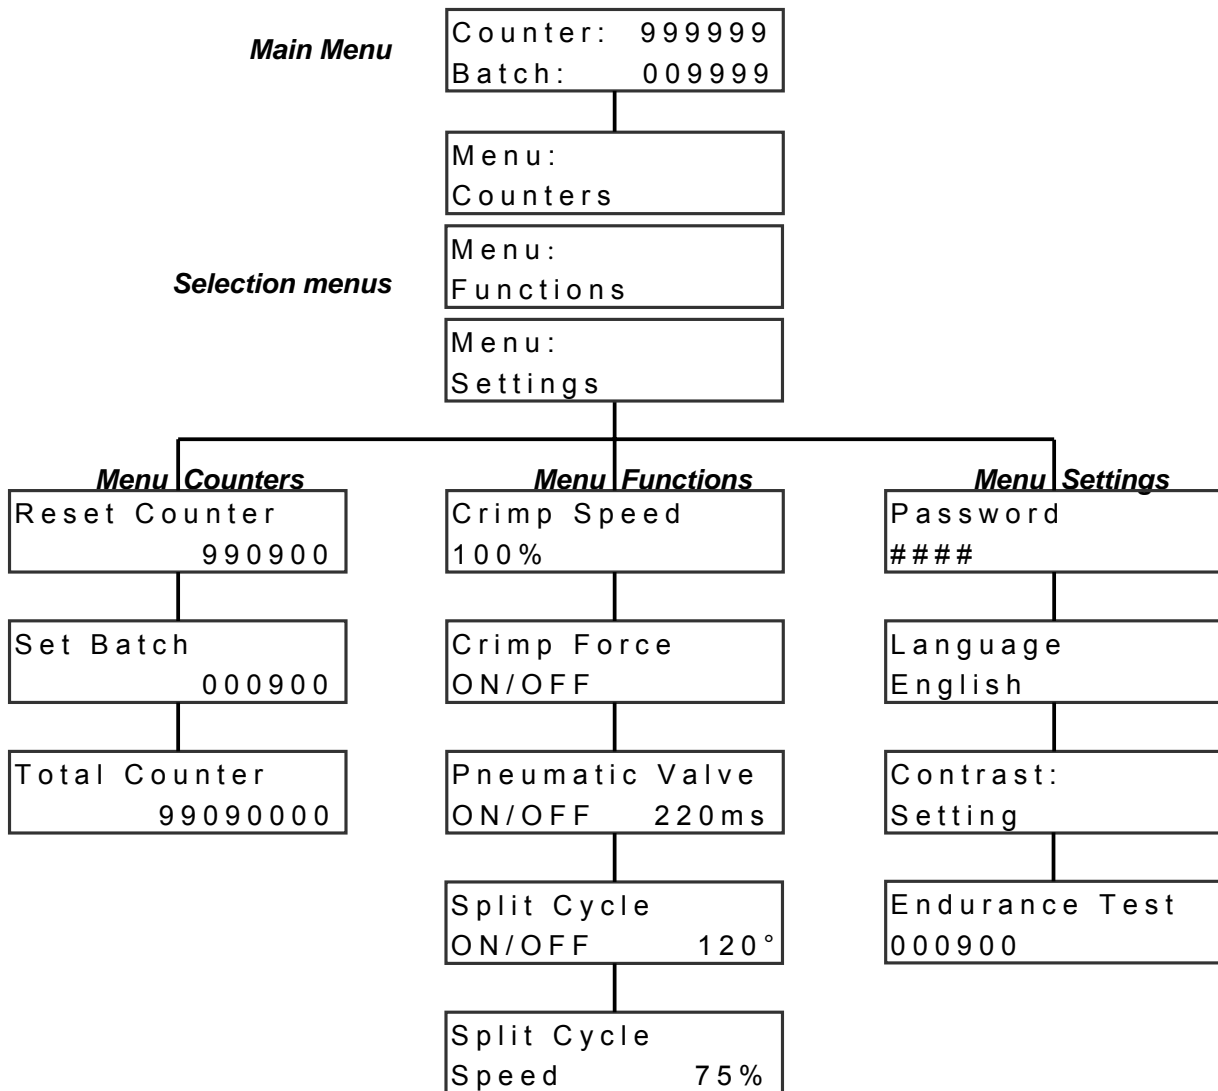 Main Menu
Counter: 999999
Batch: 009999
Menu:
Counters
Selection menus
Menu:
Functions
Menu:
Settings
Menu Counters
Reset Counter
990900
Set Batch
000900
Total Counter
99090000
Menu Functions
Crimp Speed
100%
Crimp Force
ON/OFF
Pneumatic Valve
ON/OFF 220ms
Split Cycle
ON/OFF 120°
Split Cycle
Speed 75%
Menu Settings
Password
####
Language
English
Contrast:
Setting
Endurance Test
000900